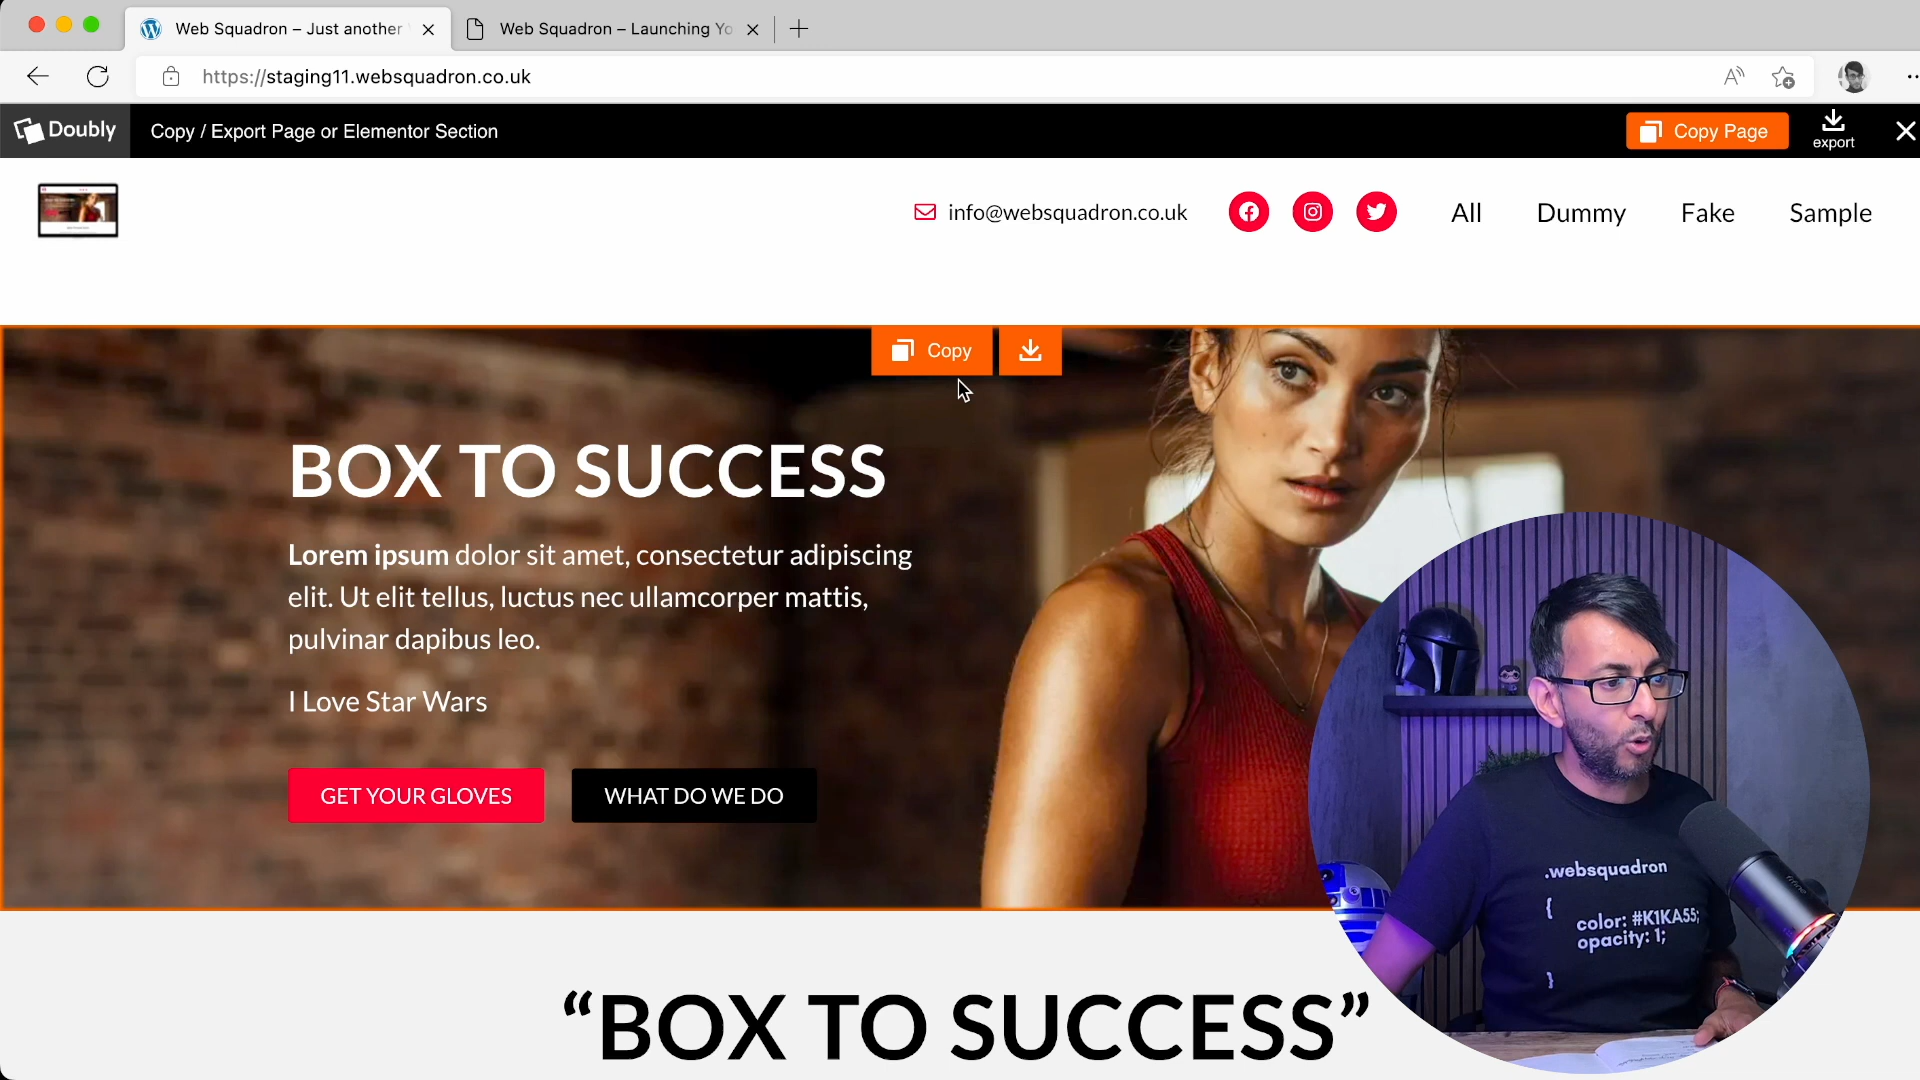 Web Squadron – Just another
Web Squadron – Launching Yo
https://staging11.websquadron.co.uk
Doubly
Copy / Export Page or Elementor Section
Copy Page
export
info@websquadron.co.uk
All
Dummy
Fake
Sample
Copy
BOX TO SUCCESS
Lorem ipsum dolor sit amet, consectetur adipiscing
elit. Ut elit tellus, luctus nec ullamcorper mattis,
pulvinar dapibus leo.
I Love Star Wars
GET YOUR GLOVES
WHAT DO WE DO
.websquadron
{
color: #K1KA55;
opacity: 1;
}
“BOX TO SUCCESS”